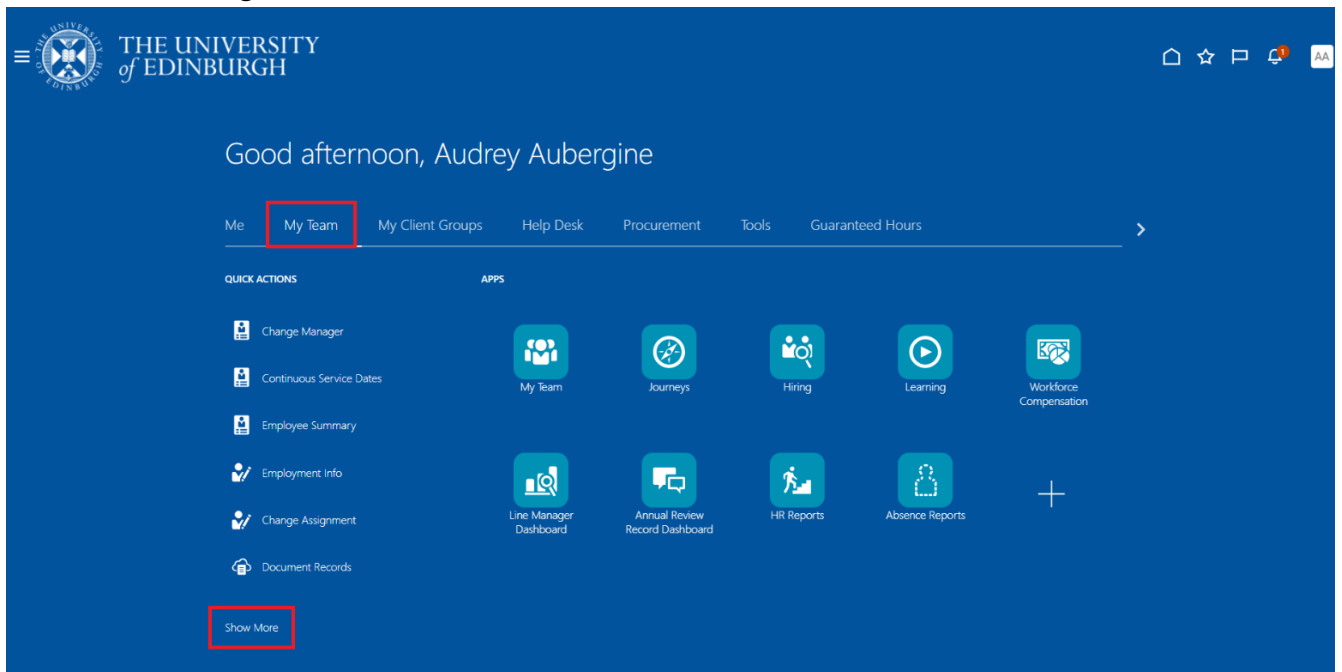 THE UNIVERSITY
of EDINBURGH
1
AA
Good afternoon, Audrey Aubergine
Me
My Team
My Client Groups
Help Desk
Procurement
Tools
Guaranteed Hours
QUICK ACTIONS
APPS
Change Manager
Continuous Service Dates
Employee Summary
Employment Info
Change Assignment
Document Records
Show More
My Team
Journeys
Hiring
Learning
Workforce
Compensation
Line Manager
Dashboard
Annual Review
Record Dashboard
HR Reports
Absence Reports